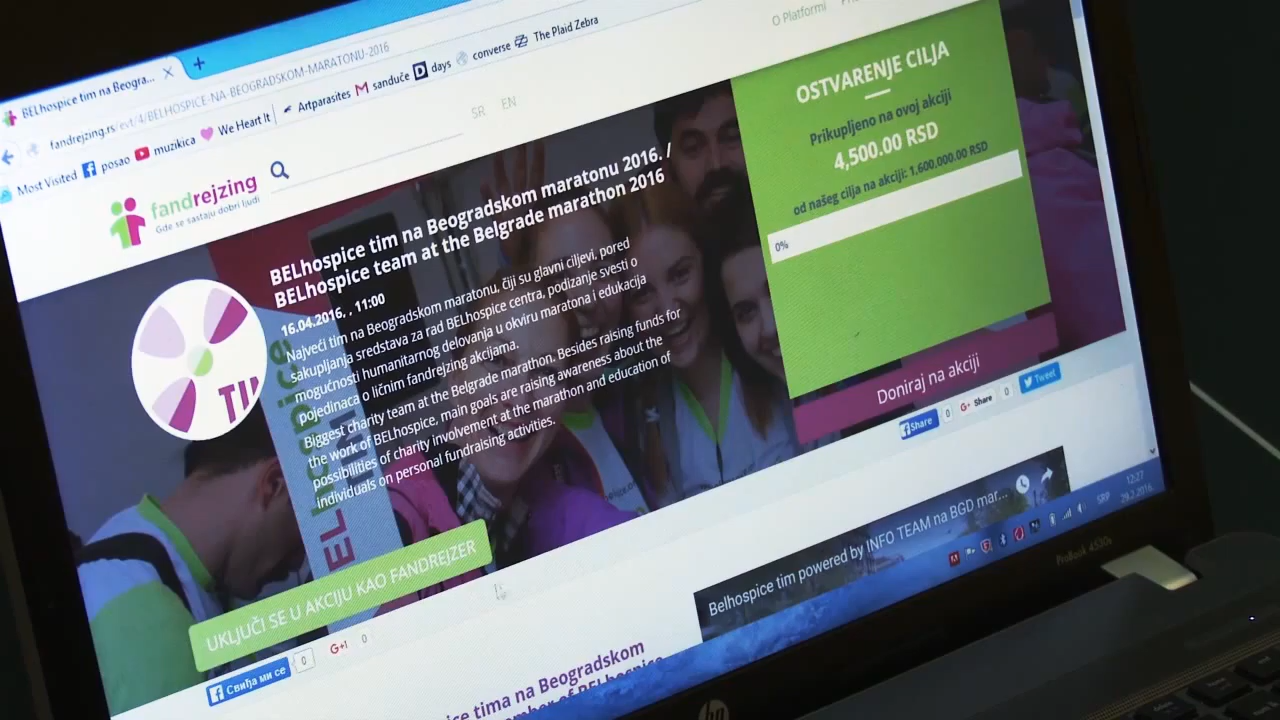 BELhospice tim na Beogra...
fandrejzing.rs/evt/4/BELHOSPICE-NA-BEOGRADSKOM-MARATONU-2016
Most Visited posao muzikica We Heart It Artparasites sanduče days converse The Plaid Zebra
O Platformi
SR EN
fandrejzing
Gde se sastaju dobri ljudi
BELhospice tim na Beogradskom maratonu 2016. /
BELhospice team at the Belgrade marathon 2016
16.04.2016. , 11:00
Najveći tim na Beogradskom maratonu, čiji su glavni ciljevi, pored
sakupljanja sredstava za rad BELhospice centra, podizanje svesti o
mogućnosti humanitarnog delovanja u okviru maratona i edukacija
pojedinaca o ličnim fandrejzing akcijama.
Biggest charity team at the Belgrade marathon. Besides raising funds for
the work of BELhospice, main goals are raising awareness about the
possibilities of charity involvement at the marathon and education of
individuals on personal fundraising activities.
OSTVARENJE CILJA
Prikupljeno na ovoj akciji
4,500.00 RSD
od našeg cilja na akciji: 1.600,000.00 RSD
0%
Doniraj na akciji
Share 0 G+ Share 0 Tweet
UKLJUČI SE U AKCIJU KAO FANDREJZER
Свиђа ми се 0 G+1 0
Belhospice tim powered by INFO TEAM na BGD mar...
tima na Beogradskom
SRP
12:27
28.2.2016.
ProBook 4530s
hp